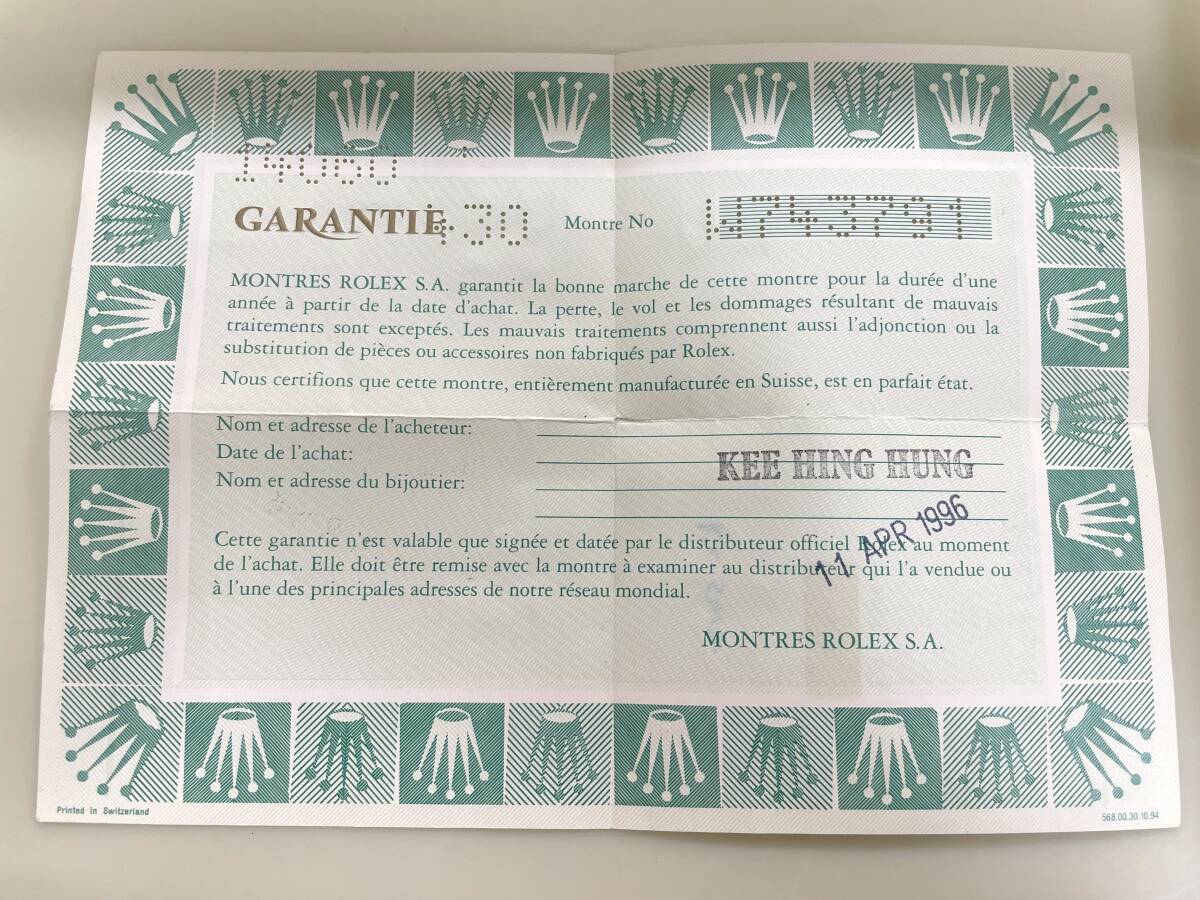 14060
GARANTIE 430 Montre No W743791
MONTRES ROLEX S.A. garantit la bonne marche de cette montre pour la durée d'une
année à partir de la date d'achat. La perte, le vol et les dommages résultant de mauvais
traitements sont exceptés. Les mauvais traitements comprennent aussi l'adjonction ou la
substitution de pièces ou accessoires non fabriqués par Rolex.
Nous certifions que cette montre, entièrement manufacturée en Suisse, est en parfait état.
Nom et adresse de l'acheteur:
Date de l'achat:
KEE HING HUNG
Nom et adresse du bijoutier:
11 APR 1996
Cette garantie n'est valable que signée et datée par le distributeur officiel Rolex au moment
de l'achat. Elle doit être remise avec la montre à examiner au distributeur qui l'a vendue ou
à l'une des principales adresses de notre réseau mondial.
MONTRES ROLEX S.A.
Printed in Switzerland
568.00.30.10.94